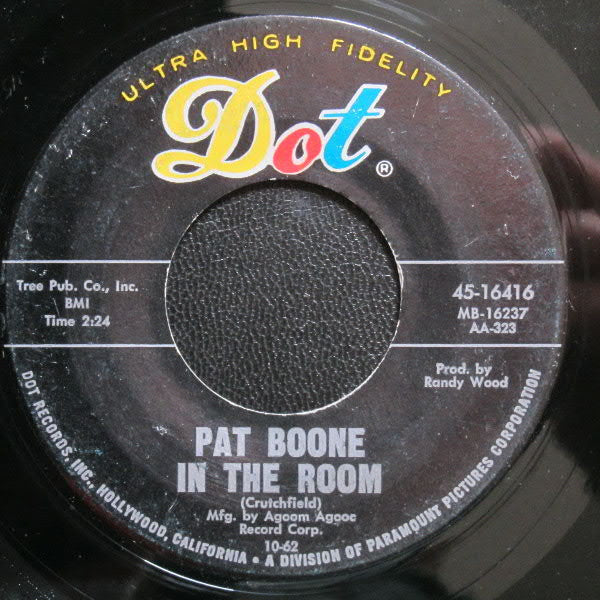 ULTRA HIGH FIDELITY
Dot®
Tree Pub. Co., Inc.
BMI
Time 2:24
45-16416
MB-16237
AA-323
Prod. by
Randy Wood
PAT BOONE
IN THE ROOM
(Crutchfield)
Mfg. by Agoom Agooc
Record Corp.
10-62
DOT RECORDS, INC., HOLLYWOOD, CALIFORNIA • A DIVISION OF PARAMOUNT PICTURES CORPORATION